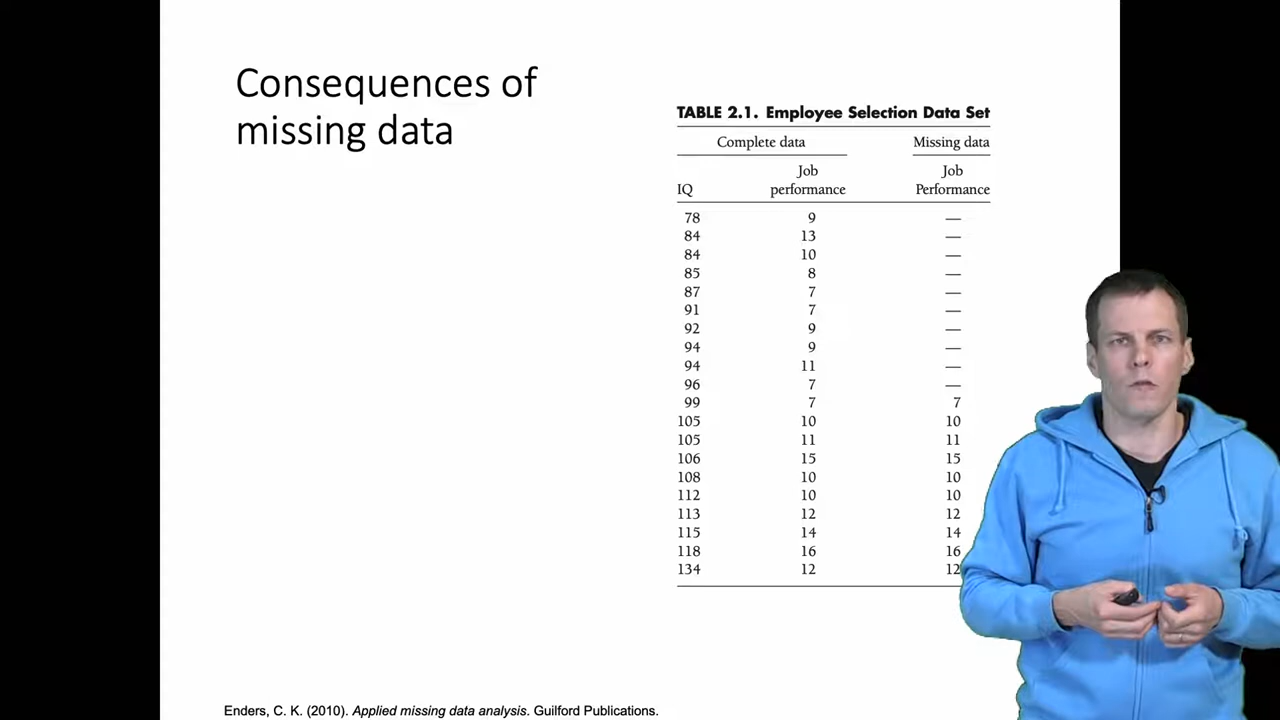 Consequences of
missing data
TABLE 2.1. Employee Selection Data Set
Complete data Missing data
Job Job
IQ performance Performance
78 9 —
84 13 —
84 10 —
85 8 —
87 7 —
91 7 —
92 9 —
94 9 —
94 11 —
96 7 —
99 7 7
105 10 10
105 11 11
106 15 15
108 10 10
112 10 10
113 12 12
115 14 14
118 16 16
134 12 12
Enders, C. K. (2010). Applied missing data analysis. Guilford Publications.